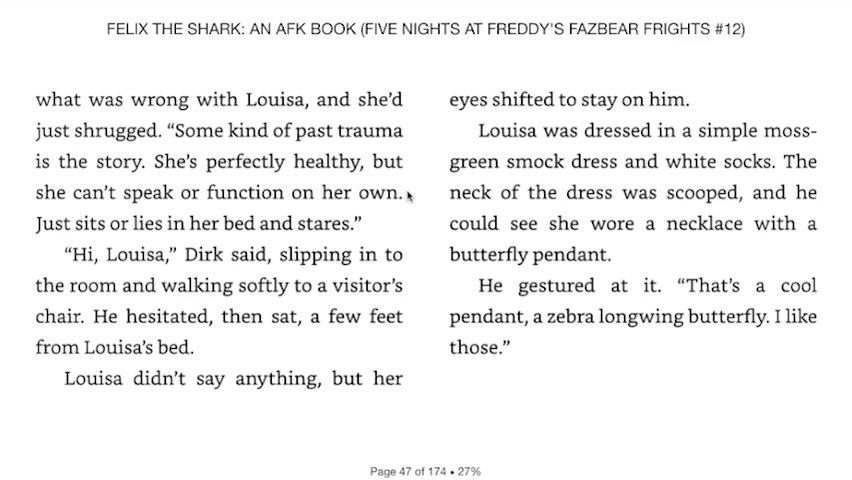 FELIX THE SHARK: AN AFK BOOK (FIVE NIGHTS AT FREDDY'S FAZBEAR FRIGHTS #12)
what was wrong with Louisa, and she’d
just shrugged. “Some kind of past trauma
is the story. She’s perfectly healthy, but
she can’t speak or function on her own.
Just sits or lies in her bed and stares.”
“Hi, Louisa,” Dirk said, slipping in to
the room and walking softly to a visitor’s
chair. He hesitated, then sat, a few feet
from Louisa’s bed.
Louisa didn’t say anything, but her
eyes shifted to stay on him.
Louisa was dressed in a simple moss-
green smock dress and white socks. The
neck of the dress was scooped, and he
could see she wore a necklace with a
butterfly pendant.
He gestured at it. “That’s a cool
pendant, a zebra longwing butterfly. I like
those.”
Page 47 of 174 • 27%